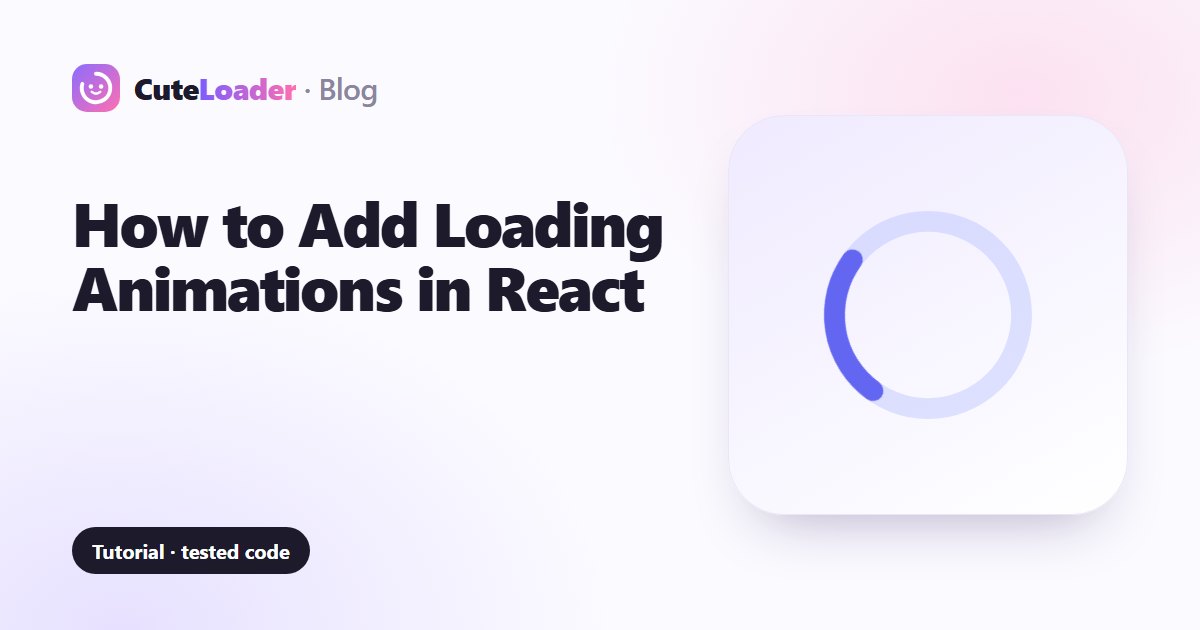 CuteLoader · Blog
How to Add Loading
Animations in React
Tutorial · tested code